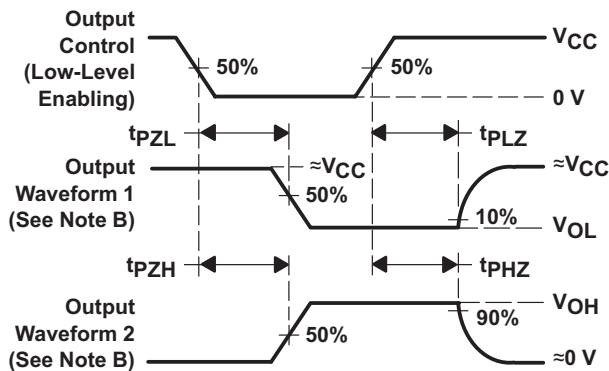 Output
Control
(Low-Level
Enabling)
50%
50%
VCC
0 V
tPZL
tPLZ
Output
Waveform 1
(See Note B)
≈VCC
50%
≈VCC
10%
VOL
tPZH
tPHZ
Output
Waveform 2
(See Note B)
50%
VOH
90%
≈0 V